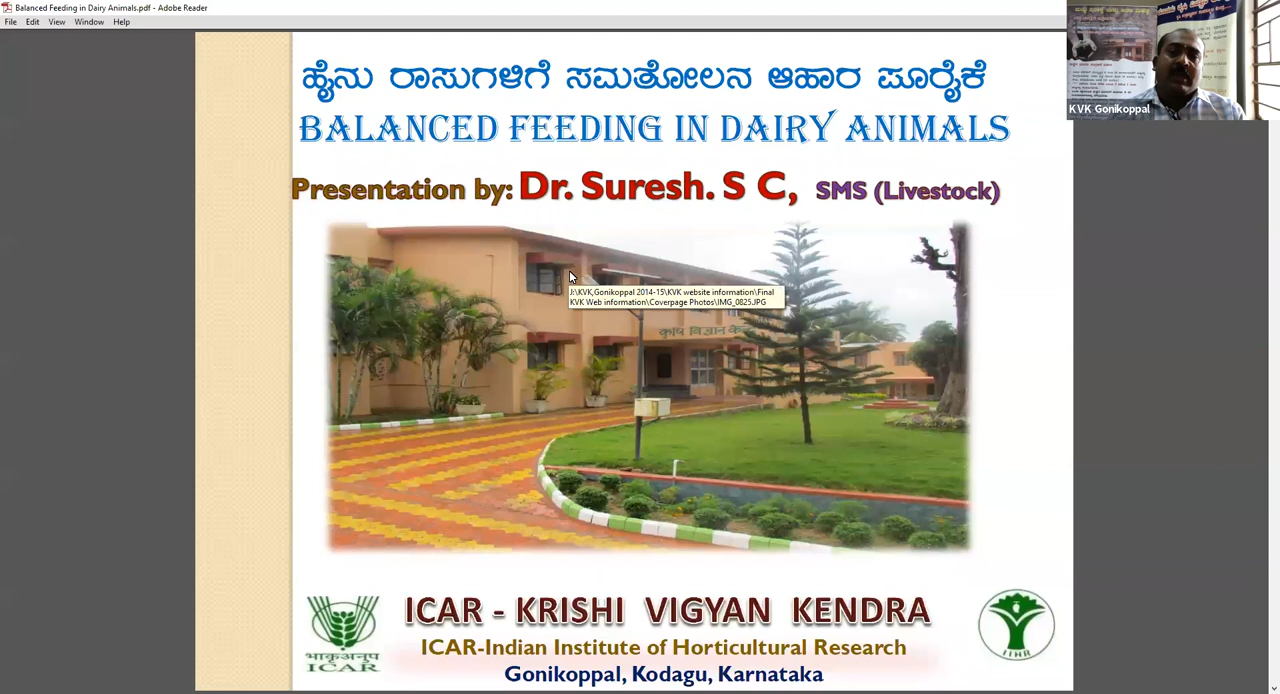 Balanced Feeding in Dairy Animals.pdf - Adobe Reader
File Edit View Window Help
ಹೈನು ರಾಸುಗಳಿಗೆ ಸಮತೋಲನ ಆಹಾರ ಪೂರೈಕೆ
BALANCED FEEDING IN DAIRY ANIMALS
Presentation by: Dr. Suresh. S C, SMS (Livestock)
J:\KVK,Gonikoppal 2014-15\KVK website information\Final
KVK Web information\Coverpage Photos\IMG_0825.JPG
कृषि विज्ञान
ICAR - KRISHI VIGYAN KENDRA
ICAR-Indian Institute of Horticultural Research
Gonikoppal, Kodagu, Karnataka
भाकृअनुप
ICAR
IIHR
KVK Gonikoppal